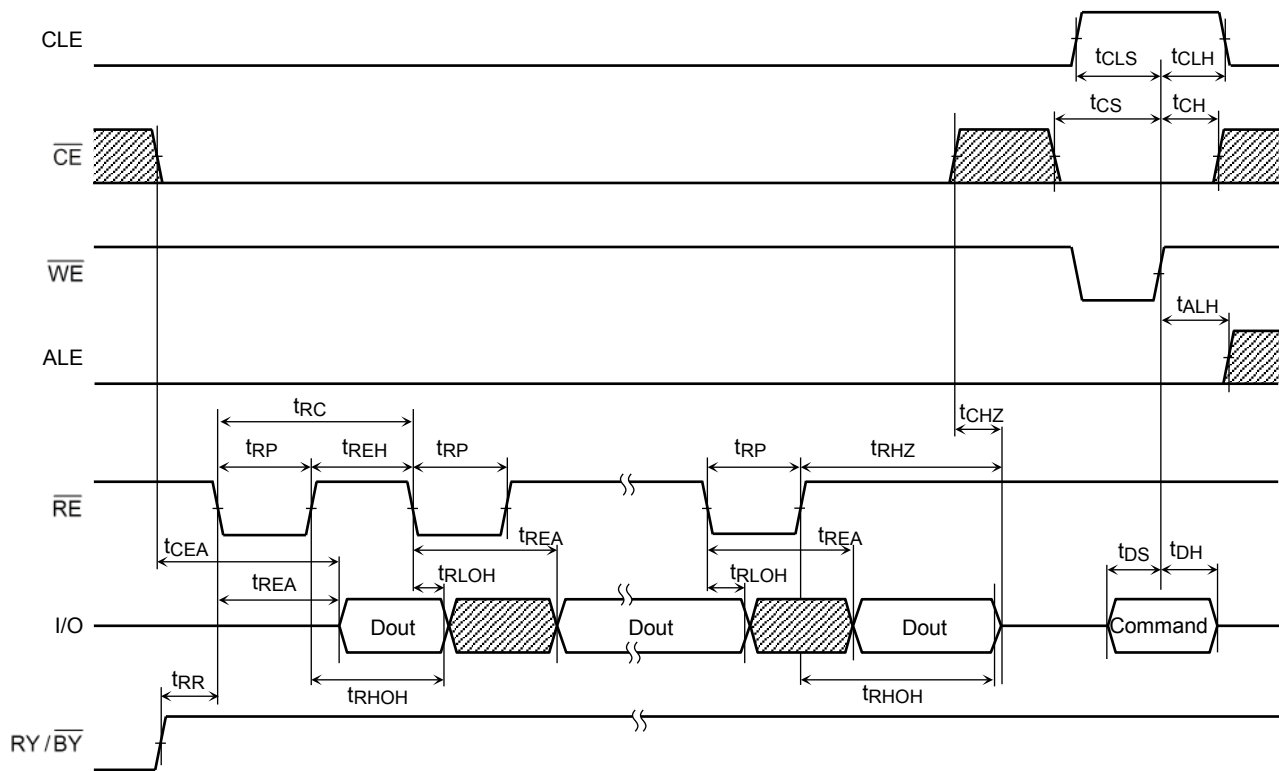 CLE
tCLS tCLH
tCS tCH
CE
WE
tALH
ALE
tRC
tCHZ
tRP tREH tRP tRP tRHZ
RE
tCEA tREA tREA
tREA tRLOH tRLOH tDS tDH
I/O Dout Dout Dout Command
tRR tRHOH tRHOH
RY / BY